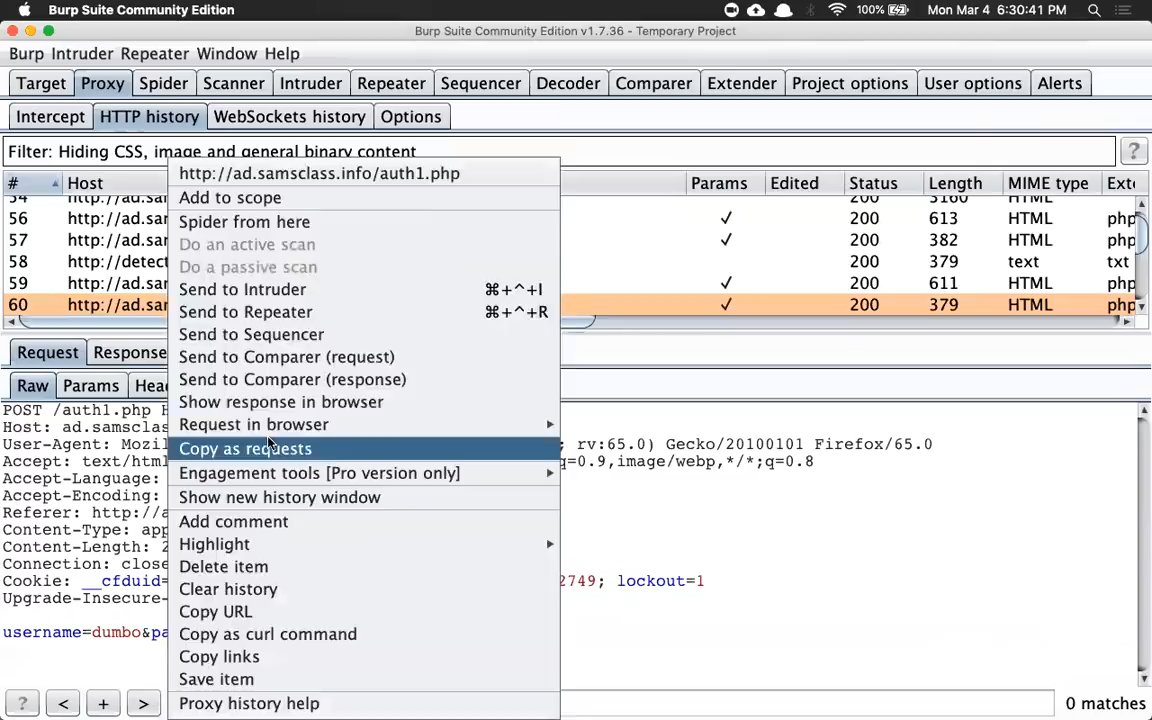 Burp Suite Community Edition 100% Mon Mar 4 6:30:41 PM
Burp Suite Community Edition v1.7.36 - Temporary Project
Burp Intruder Repeater Window Help
Target Proxy Spider Scanner Intruder Repeater Sequencer Decoder Comparer Extender Project options User options Alerts
Intercept HTTP history WebSockets history Options
Filter: Hiding CSS, image and general binary content ?
# Host Params Edited Status Length MIME type Exte
54 http://ad.sar 200 3160 HTML
56 http://ad.sar ✓ 200 613 HTML php
57 http://ad.sar ✓ 200 382 HTML php
58 http://detect 200 379 text txt
59 http://ad.sar ✓ 200 611 HTML php
60 http://ad.sar ✓ 200 379 HTML php
http://ad.samsclass.info/auth1.php
Add to scope
Spider from here
Do an active scan
Do a passive scan
Send to Intruder ⌘+^+I
Send to Repeater ⌘+^+R
Send to Sequencer
Send to Comparer (request)
Send to Comparer (response)
Show response in browser
Request in browser
Copy as requests
Engagement tools [Pro version only]
Show new history window
Add comment
Highlight
Delete item
Clear history
Copy URL
Copy as curl command
Copy links
Save item
Proxy history help
Request Response
Raw Params Hea
POST /auth1.php H
Host: ad.samsclas
User-Agent: Mozil ; rv:65.0) Gecko/20100101 Firefox/65.0
Accept: text/html q=0.9,image/webp,*/*;q=0.8
Accept-Language:
Accept-Encoding:
Referer: http://a
Content-Type: app
Content-Length: 2
Connection: close
Cookie: __cfduid= 2749; lockout=1
Upgrade-Insecure-
username=dumbo&pa
? < + > 0 matches